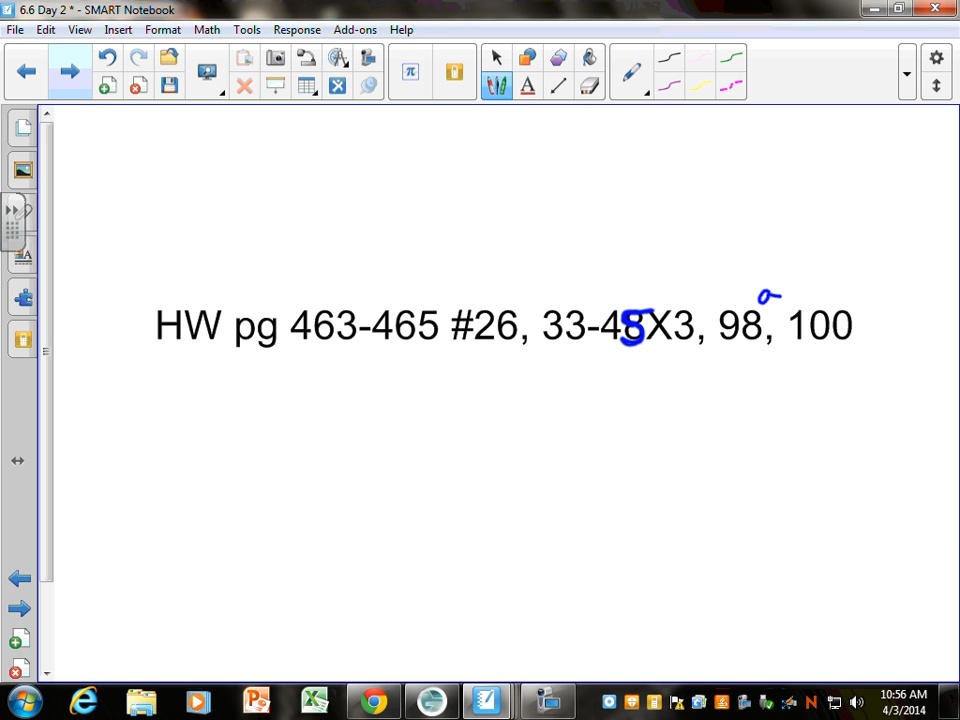 6.6 Day 2 * - SMART Notebook
File Edit View Insert Format Math Tools Response Add-ons Help
a
HW pg 463-465 #26, 33-45X3, 98, 100
10:56 AM
4/3/2014